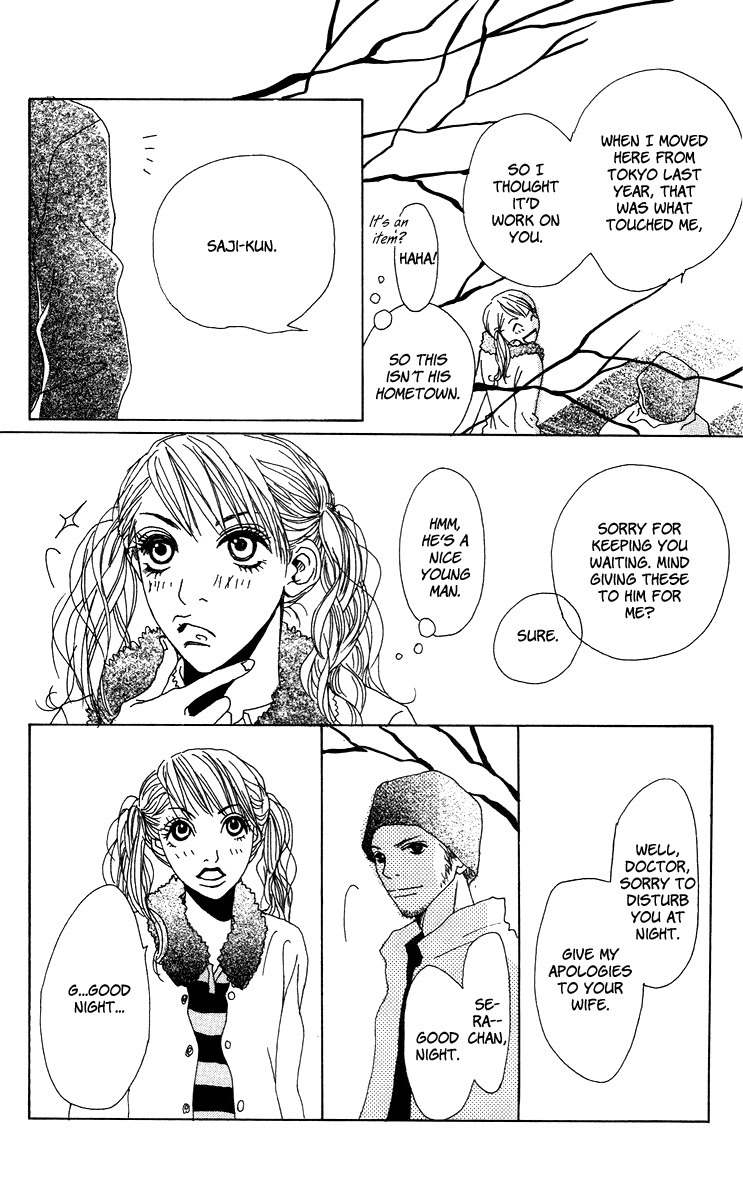 WHEN I MOVED
HERE FROM
TOKYO LAST
YEAR, THAT
WAS WHAT
TOUCHED ME,
SO I
THOUGHT
IT'D
WORK ON
YOU.
It's an
item?
HAHA!
SO THIS
ISN'T HIS
HOMETOWN.
SAJI-KUN.
SORRY FOR
KEEPING YOU
WAITING. MIND
GIVING THESE
TO HIM FOR
ME?
SURE.
HMM,
HE'S A
NICE
YOUNG
MAN.
WELL,
DOCTOR,
SORRY TO
DISTURB
YOU AT
NIGHT.
GIVE MY
APOLOGIES
TO YOUR
WIFE.
SE-
RA--
CHAN,
GOOD
NIGHT.
G...GOOD
NIGHT...